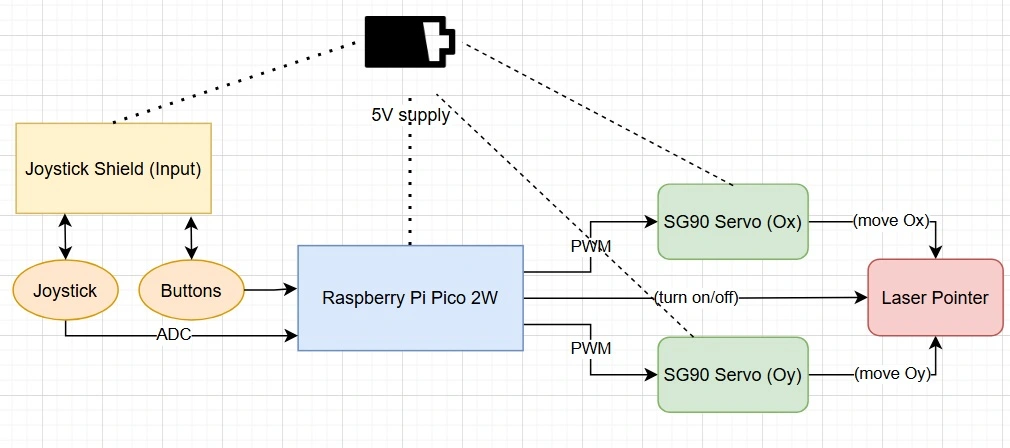 5V supply
Joystick Shield (Input)
SG90 Servo (Ox)
(move Ox)
PWM
Joystick
Buttons
Raspberry Pi Pico 2W
(turn on/off)
Laser Pointer
ADC
PWM
SG90 Servo (Oy)
(move Oy)